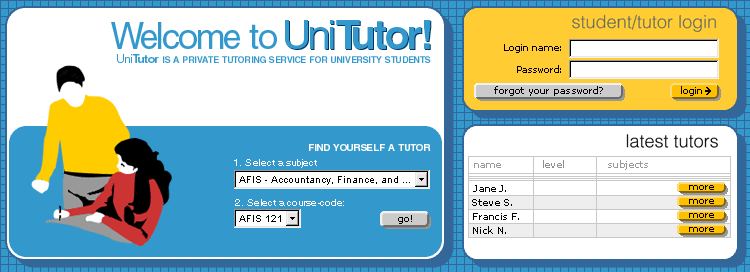 Welcome to UniTutor!
UniTutor IS A PRIVATE TUTORING SERVICE FOR UNIVERSITY STUDENTS
FIND YOURSELF A TUTOR
1. Select a subject
AFIS - Accountancy, Finance, and ...
2. Select a course-code:
AFIS 121
go!
student/tutor login
Login name:
Password:
forgot your password?
login
latest tutors
name level subjects
Jane J. more
Steve S. more
Francis F. more
Nick N. more